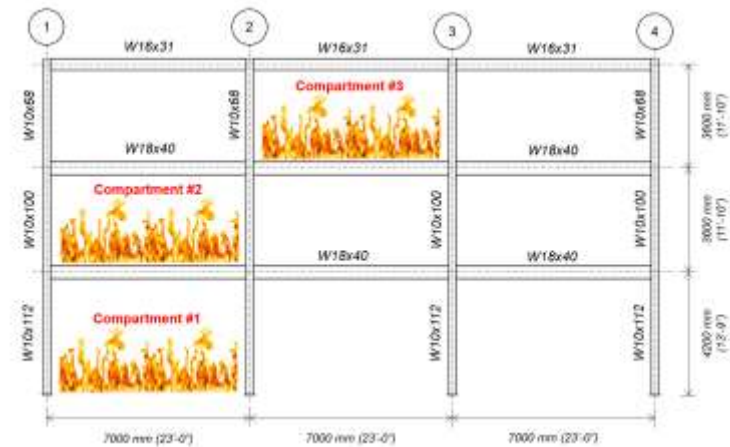 1 2 3 4
W16x31 W16x31 W16x31
Compartment #3
W10x68 W10x68 W10x68 W10x68
3600 mm
(11'-10")
W18x40 W18x40
Compartment #2
W10x100 W10x100 W10x100
3600 mm
(11'-10")
W18x40 W18x40
Compartment #1
W10x112 W10x112 W10x112
4200 mm
(13'-9")
7000 mm (23'-0") 7000 mm (23'-0") 7000 mm (23'-0")